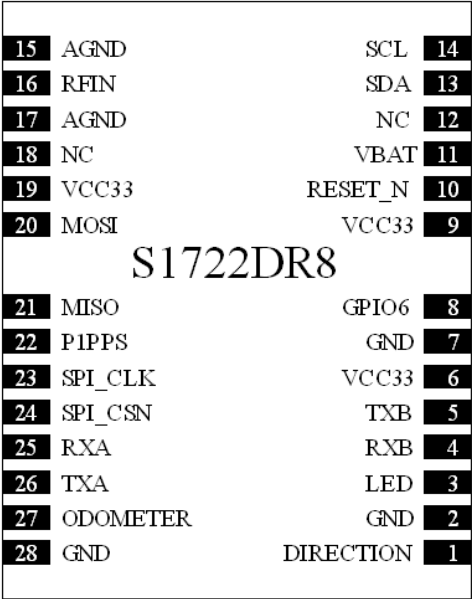 15 AGND SCL 14
16 RFIN SDA 13
17 AGND NC 12
18 NC VBAT 11
19 VCC33 RESET_N 10
20 MOSI VCC33 9
S1722DR8
21 MISO GPIO6 8
22 P1PPS GND 7
23 SPI_CLK VCC33 6
24 SPI_CSN TXB 5
25 RXA RXB 4
26 TXA LED 3
27 ODOMETER GND 2
28 GND DIRECTION 1